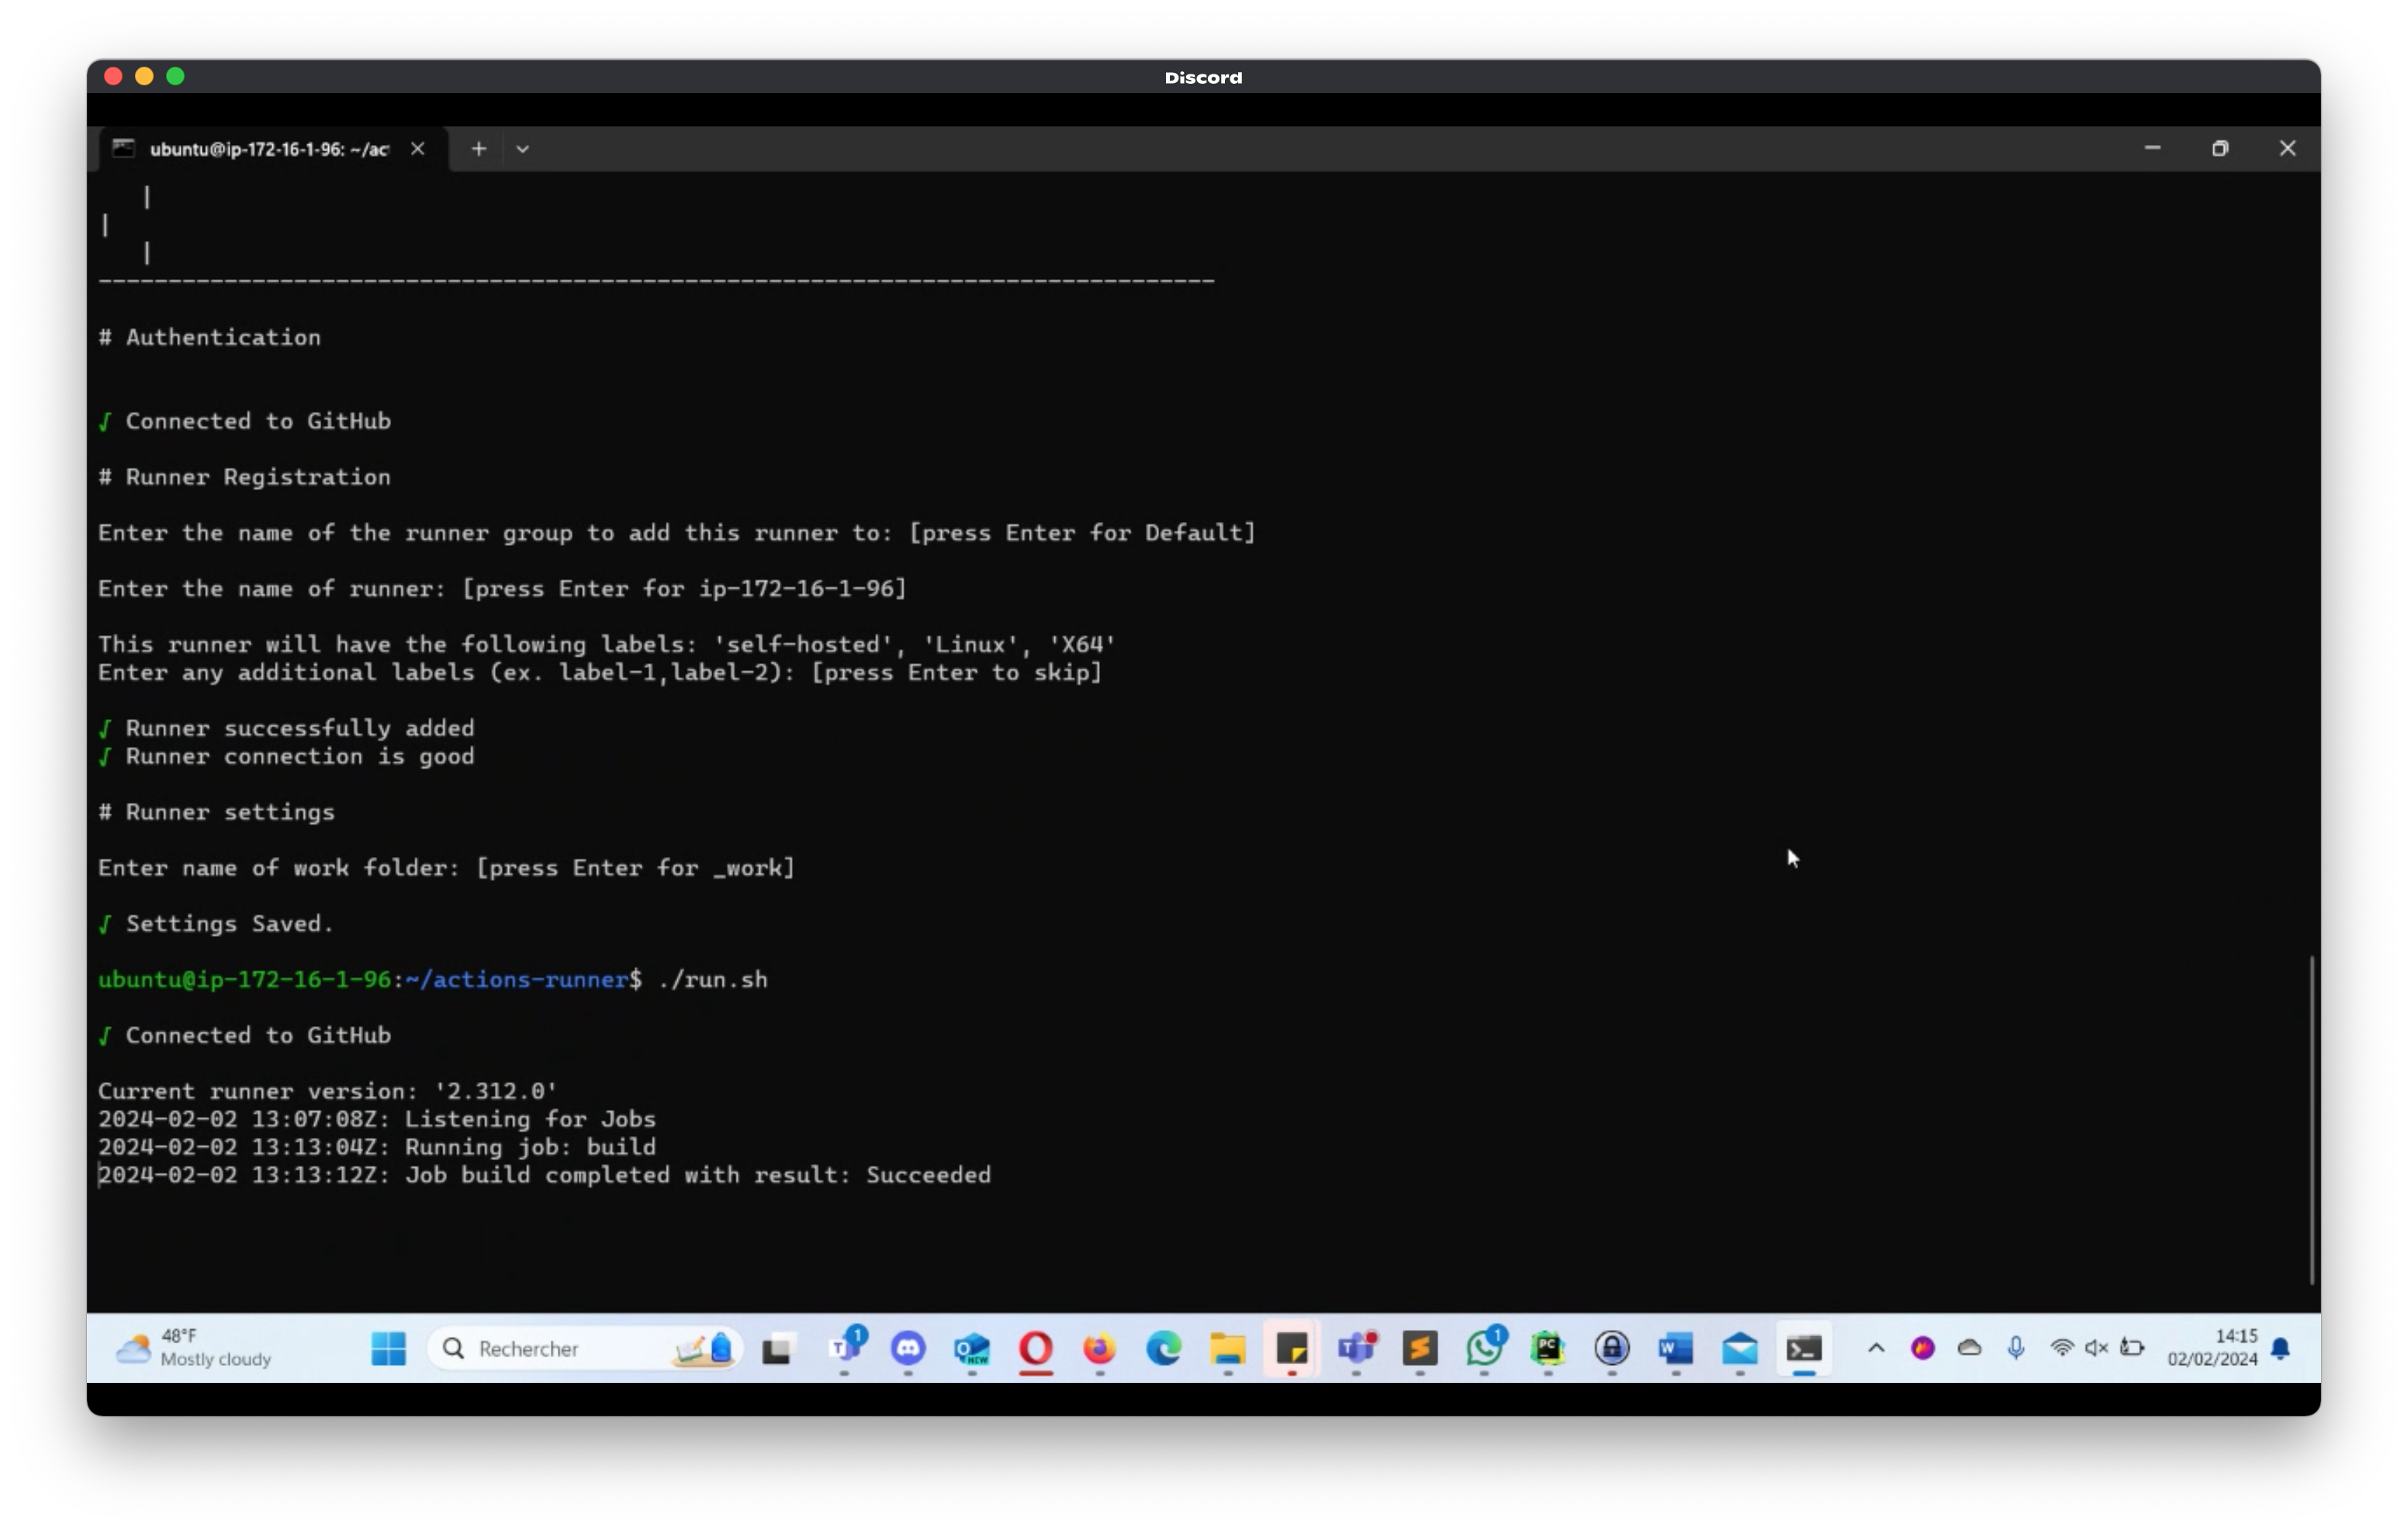 Discord
ubuntu@ip-172-16-1-96: ~/ac
|
|
|
--------------------------------------------------------------------------------
# Authentication
√ Connected to GitHub
# Runner Registration
Enter the name of the runner group to add this runner to: [press Enter for Default]
Enter the name of runner: [press Enter for ip-172-16-1-96]
This runner will have the following labels: 'self-hosted', 'Linux', 'X64'
Enter any additional labels (ex. label-1,label-2): [press Enter to skip]
√ Runner successfully added
√ Runner connection is good
# Runner settings
Enter name of work folder: [press Enter for _work]
√ Settings Saved.
ubuntu@ip-172-16-1-96:~/actions-runner$ ./run.sh
√ Connected to GitHub
Current runner version: '2.312.0'
2024-02-02 13:07:08Z: Listening for Jobs
2024-02-02 13:13:04Z: Running job: build
2024-02-02 13:13:12Z: Job build completed with result: Succeeded
48°F
Mostly cloudy
Rechercher
1
NEW
1
PC
W
14:15
02/02/2024